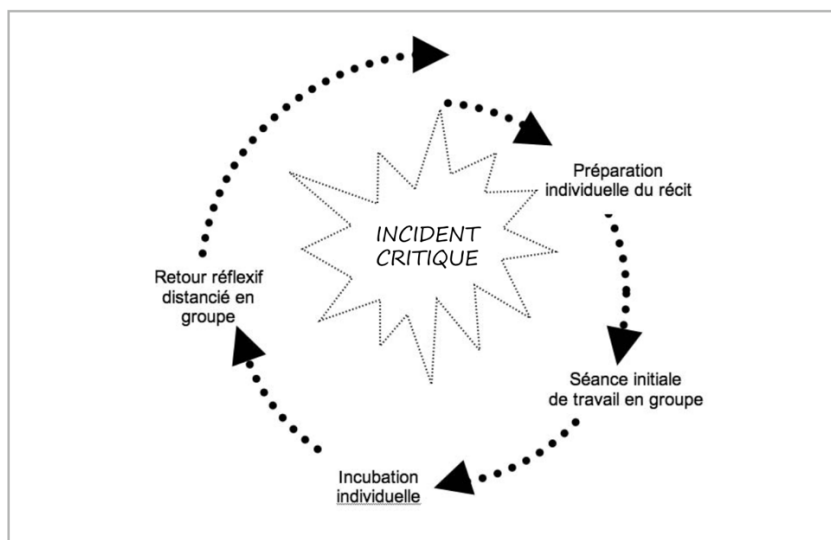 INCIDENT
CRITIQUE
Préparation
individuelle du récit
Séance initiale
de travail en groupe
Incubation
individuelle
Retour réflexif
distancié en
groupe